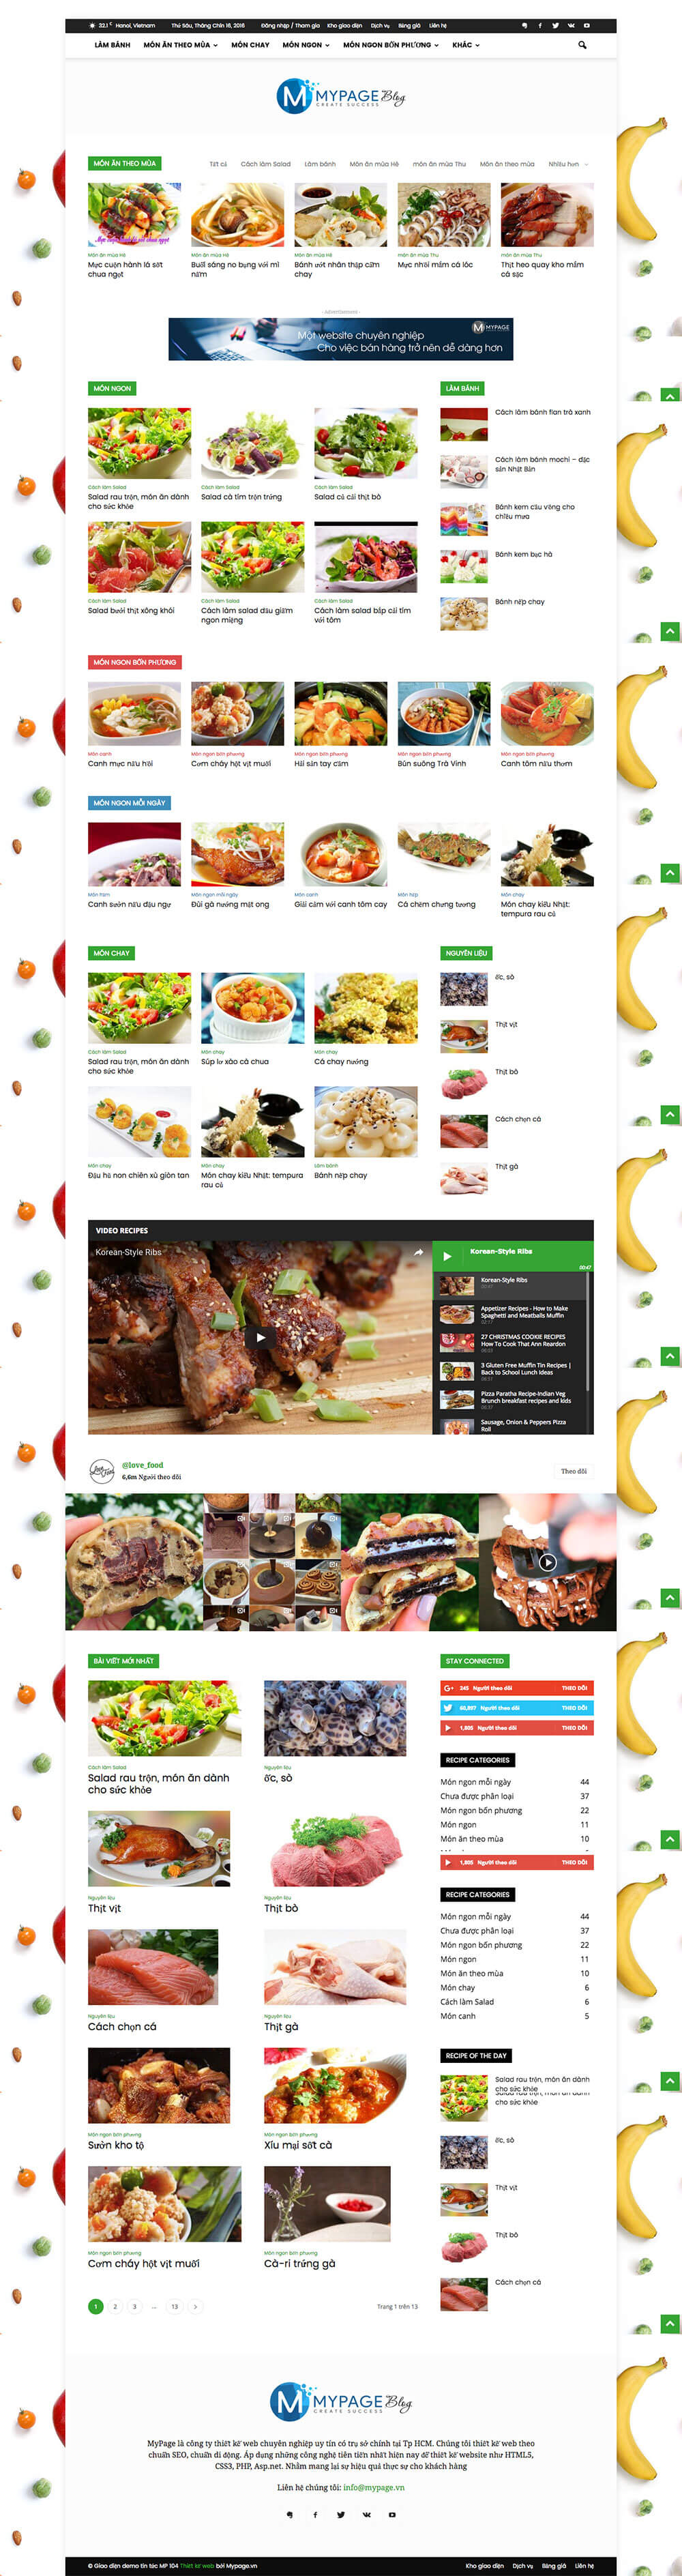 32.1 C Hanoi, Vietnam Thứ Sáu, Tháng Chín 16, 2016 Đăng nhập / Tham gia Kho giao diện Dịch vụ Bảng giá Liên hệ
LÀM BÁNH MÓN ĂN THEO MÙA MÓN CHAY MÓN NGON MÓN NGON BỐN PHƯƠNG KHÁC
MYPAGE Blog
CREATE SUCCESS
MÓN ĂN THEO MÙA
Tất cả Cách làm Salad Làm bánh Món ăn mùa Hè món ăn mùa Thu Món ăn theo mùa Nhiều hơn
Món ăn mùa Hè
Mực cuộn hành lá sốt
chua ngọt
Món ăn mùa Hè
Buổi sáng no bụng với mì
nấm
Món ăn mùa Hè
Bánh ướt nhân thập cẩm
chay
món ăn mùa Thu
Mực nhồi mắm cá lóc
món ăn mùa Thu
Thịt heo quay kho mắm
cá sặc
- Advertisement -
MYPAGE
Một website chuyên nghiệp
Cho việc bán hàng trở nên dễ dàng hơn
MÓN NGON
Cách làm Salad
Salad rau trộn, món ăn dành
cho sức khỏe
Cách làm Salad
Salad cà tím trộn trứng
Cách làm Salad
Salad củ cải thịt bò
Cách làm Salad
Salad bưởi thịt xông khói
Cách làm Salad
Cách làm salad dầu giấm
ngon miệng
Cách làm Salad
Cách làm salad bắp cải tím
với tôm
LÀM BÁNH
Cách làm bánh flan trà xanh
Cách làm bánh mochi – đặc
sản Nhật Bản
Bánh kem cầu vồng cho
chiều mưa
Bánh kem bạc hà
Bánh nếp chay
MÓN NGON BỐN PHƯƠNG
Món canh
Canh mực nấu hồi
Món ngon bốn phương
Cơm cháy hột vịt muối
Món ngon bốn phương
Hải sản tay cầm
Món ngon bốn phương
Bún suông Trà Vinh
Món ngon bốn phương
Canh tôm nấu thơm
MÓN NGON MỖI NGÀY
Món hầm
Canh sườn nấu đậu ngự
Món ngon mỗi ngày
Đùi gà nướng mật ong
Món canh
Giải cảm với canh tôm cay
Món hấp
Cá chẽm chưng tương
Món chay
Món chay kiểu Nhật:
tempura rau củ
MÓN CHAY
Cách làm Salad
Salad rau trộn, món ăn dành
cho sức khỏe
Món chay
Súp lơ xào cà chua
Món chay
Cá chay nướng
Món chay
Đậu hũ non chiên xù giòn tan
Món chay
Món chay kiểu Nhật: tempura
rau củ
Làm bánh
Bánh nếp chay
NGUYÊN LIỆU
ốc, sò
Thịt vịt
Thịt bò
Cách chọn cá
Thịt gà
VIDEO RECIPES
Korean-Style Ribs
Korean-Style Ribs
00:47
Korean-Style Ribs
00:47
Appetizer Recipes - How to Make
Spaghetti and Meatballs Muffin
27 CHRISTMAS COOKIE RECIPES
How To Cook That Ann Reardon
3 Gluten Free Muffin Tin Recipes |
Back to School Lunch Ideas
Pizza Paratha Recipe-Indian Veg
Brunch breakfast recipes and kids
Sausage, Onion & Peppers Pizza
Roll
@love_food
6,6m Người theo dõi
Theo dõi
BÀI VIẾT MỚI NHẤT
Cách làm Salad
Salad rau trộn, món ăn dành
cho sức khỏe
Nguyên liệu
ốc, sò
Nguyên liệu
Thịt vịt
Nguyên liệu
Thịt bò
Nguyên liệu
Cách chọn cá
Nguyên liệu
Thịt gà
Món ngon bốn phương
Sườn kho tộ
Món ngon bốn phương
Xíu mại sốt cà
Món ngon bốn phương
Cơm cháy hột vịt muối
Món ngon bốn phương
Cà-ri trứng gà
1 2 3 ... 13
Trang 1 trên 13
STAY CONNECTED
245 Người theo dõi THEO DÕI
Người theo dõi THEO DÕI
1,805 Người theo dõi THEO DÕI
RECIPE CATEGORIES
Món ngon mỗi ngày 44
Chưa được phân loại 37
Món ngon bốn phương 22
Món ngon 11
Món ăn theo mùa 10
1,805 Người theo dõi THEO DÕI
RECIPE CATEGORIES
Món ngon mỗi ngày 44
Chưa được phân loại 37
Món ngon bốn phương 22
Món ngon 11
Món ăn theo mùa 10
Món chay 6
Cách làm Salad 6
Món canh 5
RECIPE OF THE DAY
Salad rau trộn, món ăn dành
cho sức khỏe
cho sức khỏe
ốc, sò
Thịt vịt
Thịt bò
Cách chọn cá
MYPAGE Blog
CREATE SUCCESS
MyPage là công ty thiết kế web chuyên nghiệp uy tín có trụ sở chính tại Tp HCM. Chúng tôi thiết kế web theo
chuẩn SEO, chuẩn di động. Áp dụng những công nghệ tiên tiến nhất hiện nay để thiết kế website như HTML5,
CSS3, PHP, Asp.net. Nhằm mang lại sự hiệu quả thực sự cho khách hàng
Liên hệ chúng tôi: info@mypage.vn
© Giao diện demo tin tức MP 104 Thiết kế web bởi Mypage.vn Kho giao diện Dịch vụ Bảng giá Liên hệ